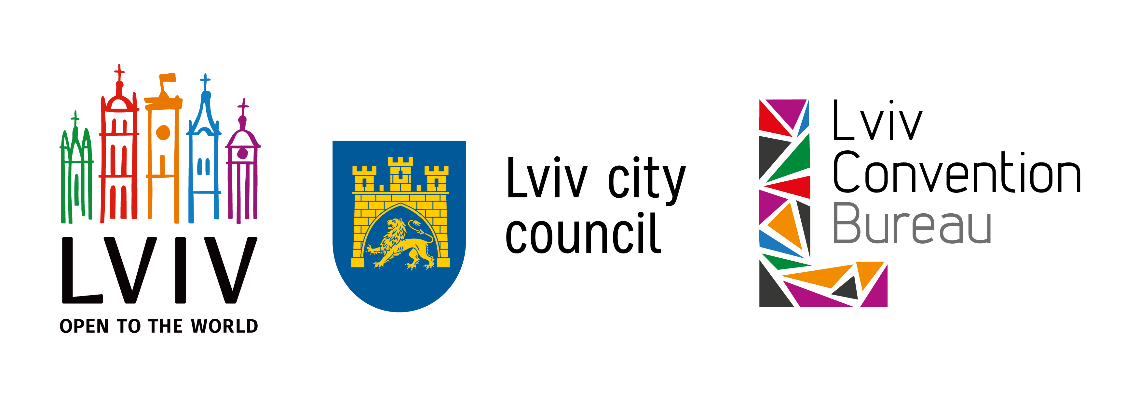 LVIV
OPEN TO THE WORLD
Lviv city
council
Lviv
Convention
Bureau